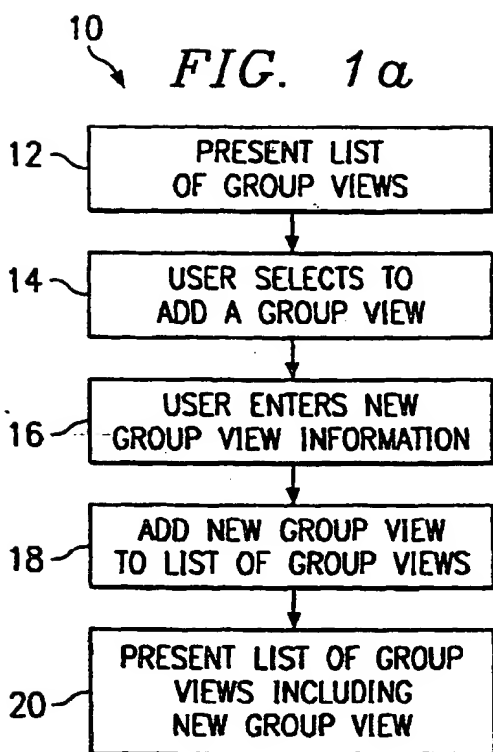 10
FIG. 1a
12
PRESENT LIST
OF GROUP VIEWS
14
USER SELECTS TO
ADD A GROUP VIEW
16
USER ENTERS NEW
GROUP VIEW INFORMATION
18
ADD NEW GROUP VIEW
TO LIST OF GROUP VIEWS
20
PRESENT LIST OF GROUP
VIEWS INCLUDING
NEW GROUP VIEW